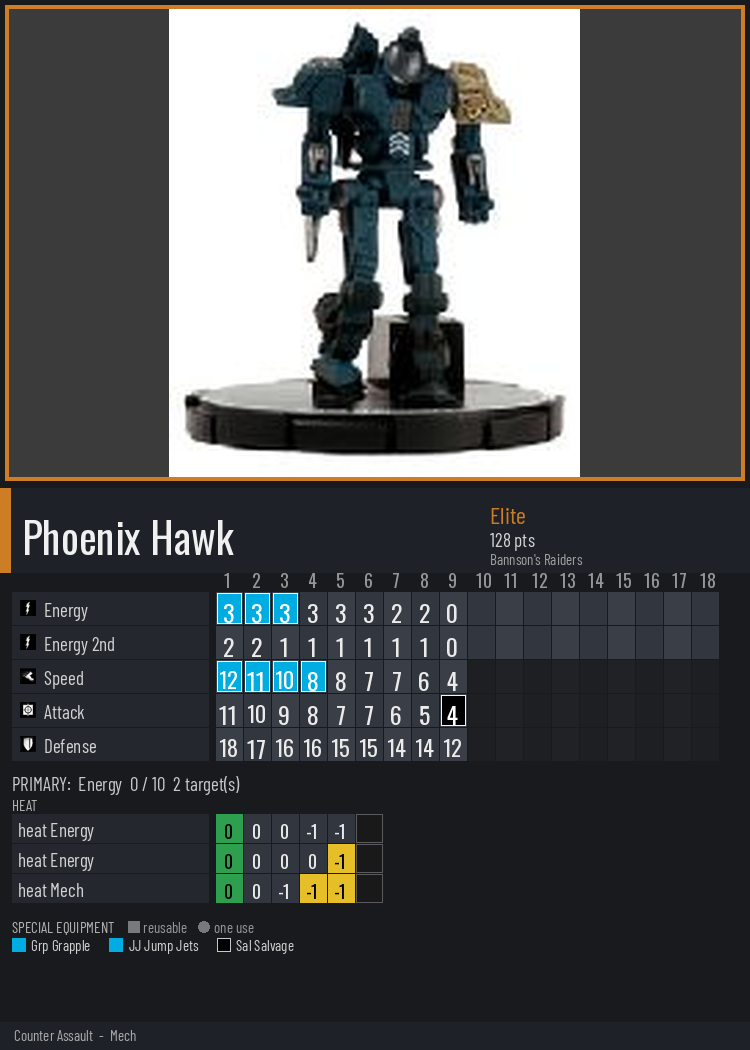 Phoenix Hawk
Elite
128 pts
Bannson's Raiders
1 2 3 4 5 6 7 8 9 10 11 12 13 14 15 16 17 18
Energy 3 3 3 3 3 3 2 2 0
Energy 2nd 2 2 1 1 1 1 1 1 0
Speed 12 11 10 8 8 7 7 6 4
Attack 11 10 9 8 7 7 6 5 4
Defense 18 17 16 16 15 15 14 14 12
PRIMARY: Energy 0 / 10 2 target(s)
HEAT
heat Energy 0 0 0 -1 -1
heat Energy 0 0 0 0 -1
heat Mech 0 0 -1 -1 -1
SPECIAL EQUIPMENT reusable one use
Grp Grapple JJ Jump Jets Sal Salvage
Counter Assault - Mech